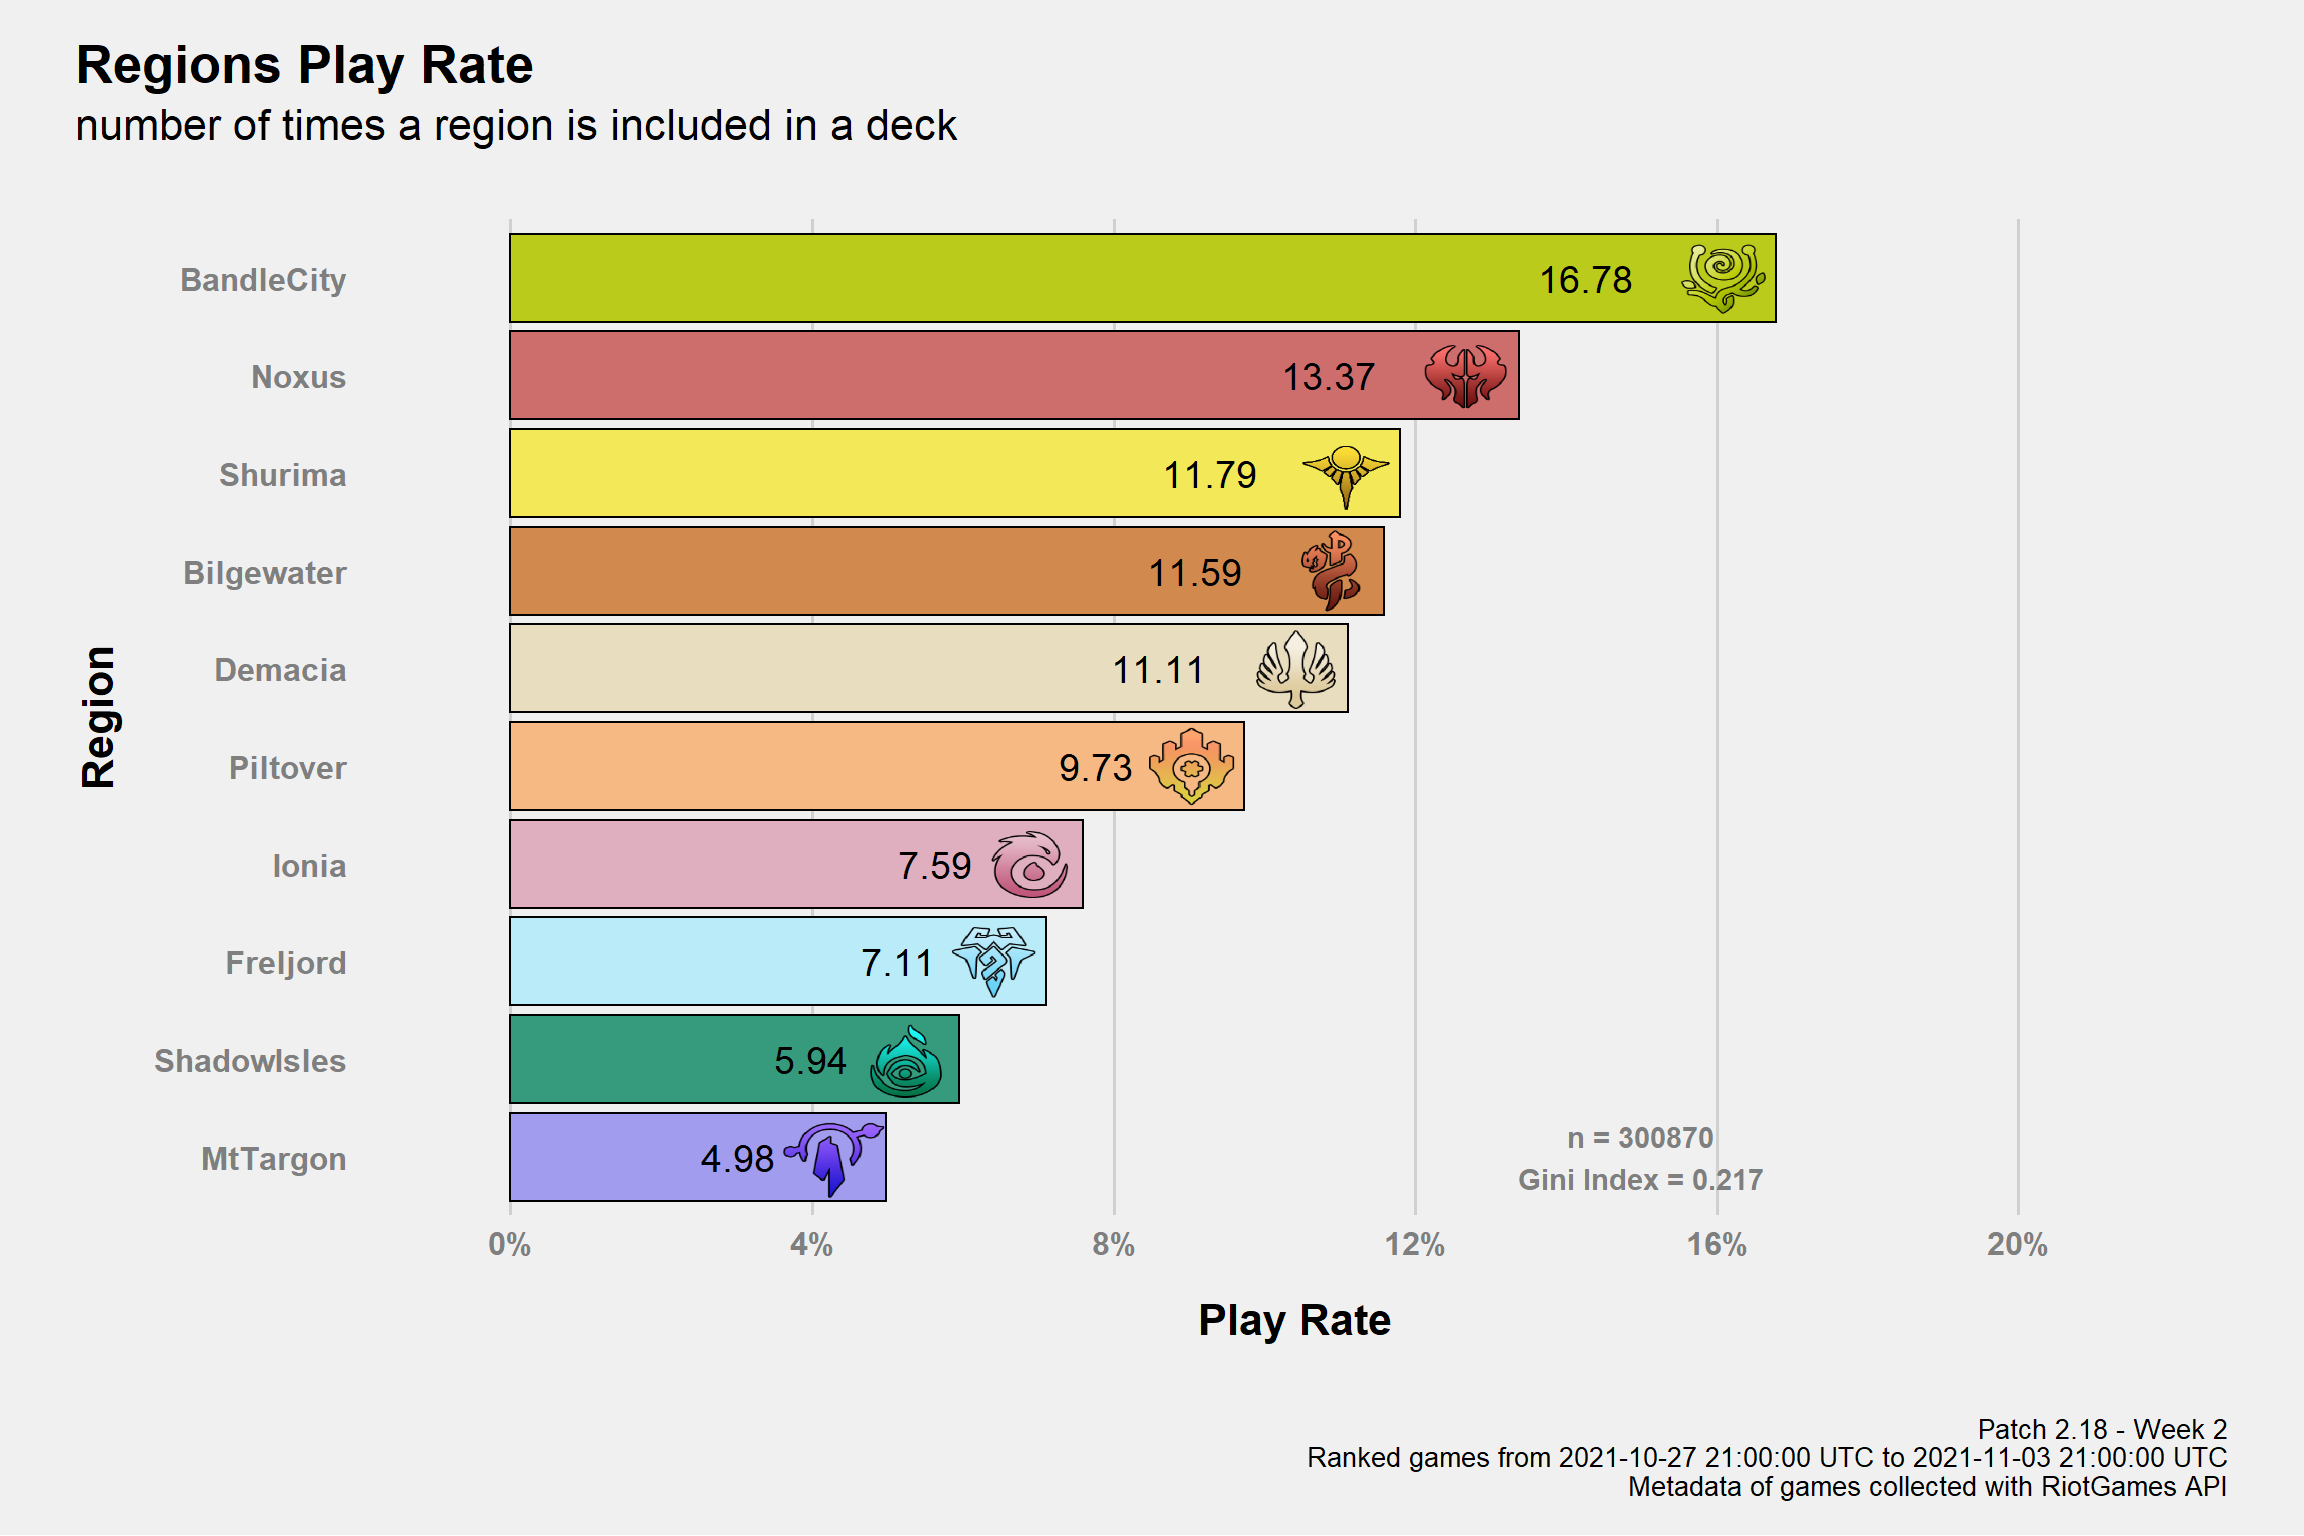 Regions Play Rate
number of times a region is included in a deck
BandleCity
16.78
Noxus
13.37
Shurima
11.79
Bilgewater
11.59
Demacia
11.11
Piltover
9.73
Ionia
7.59
Freljord
7.11
ShadowIsles
5.94
MtTargon
4.98
Region
n = 300870
Gini Index = 0.217
0% 4% 8% 12% 16% 20%
Play Rate
Patch 2.18 - Week 2
Ranked games from 2021-10-27 21:00:00 UTC to 2021-11-03 21:00:00 UTC
Metadata of games collected with RiotGames API